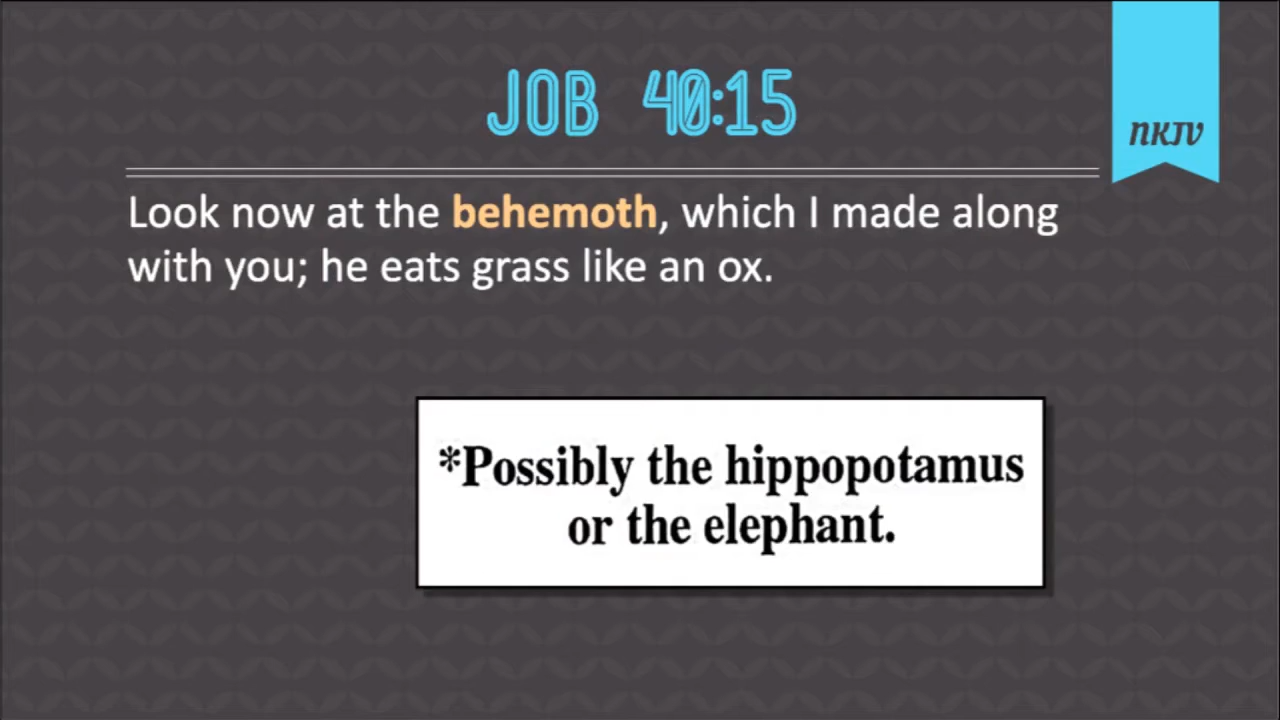 JOB 40:15
NKJV
Look now at the behemoth, which I made along
with you; he eats grass like an ox.
*Possibly the hippopotamus
or the elephant.